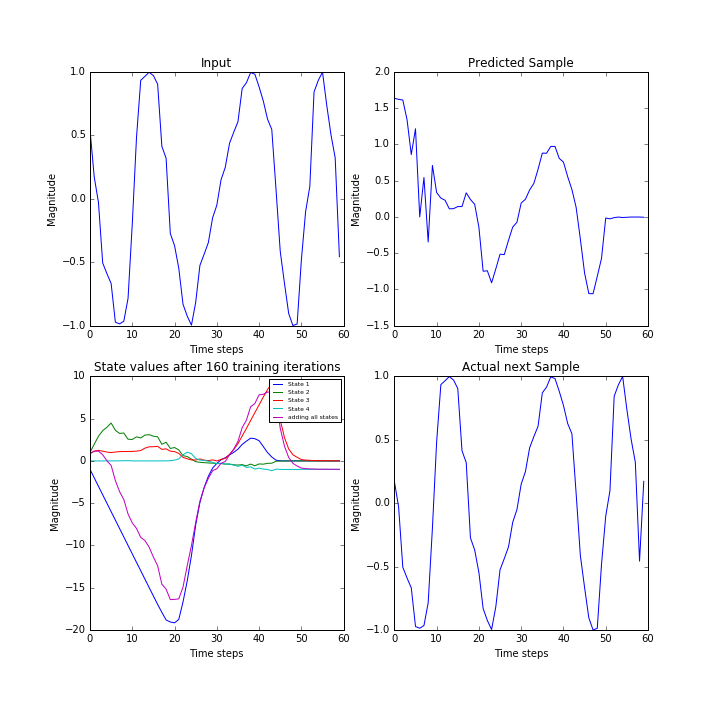 Input
Predicted Sample
1.0
0.5
0.0
−0.5
−1.0
Magnitude
0 10 20 30 40 50 60
Time steps
2.0
1.5
1.0
0.5
0.0
−0.5
−1.0
−1.5
Magnitude
0 10 20 30 40 50 60
Time steps
State values after 160 training iterations
Actual next Sample
10
5
0
−5
−10
−15
−20
Magnitude
State 1
State 2
State 3
State 4
adding all states
0 10 20 30 40 50 60
Time steps
1.0
0.5
0.0
−0.5
−1.0
Magnitude
0 10 20 30 40 50 60
Time steps